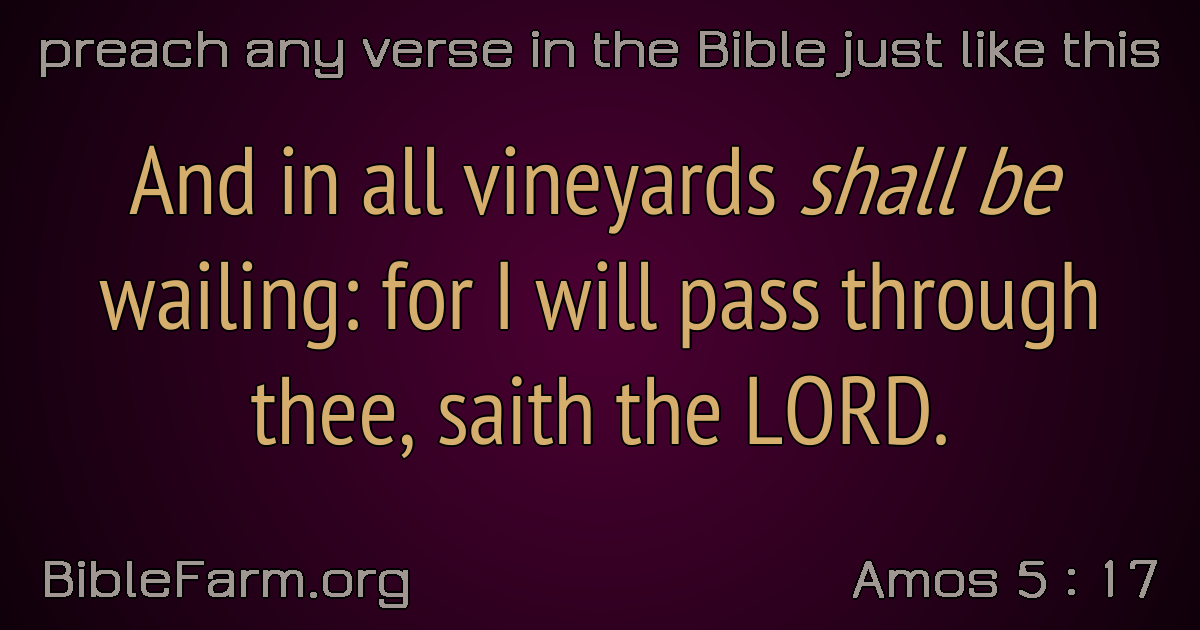 preach any verse in the Bible just like this
And in all vineyards shall be
wailing: for I will pass through
thee, saith the LORD.
BibleFarm.org
Amos 5 : 17